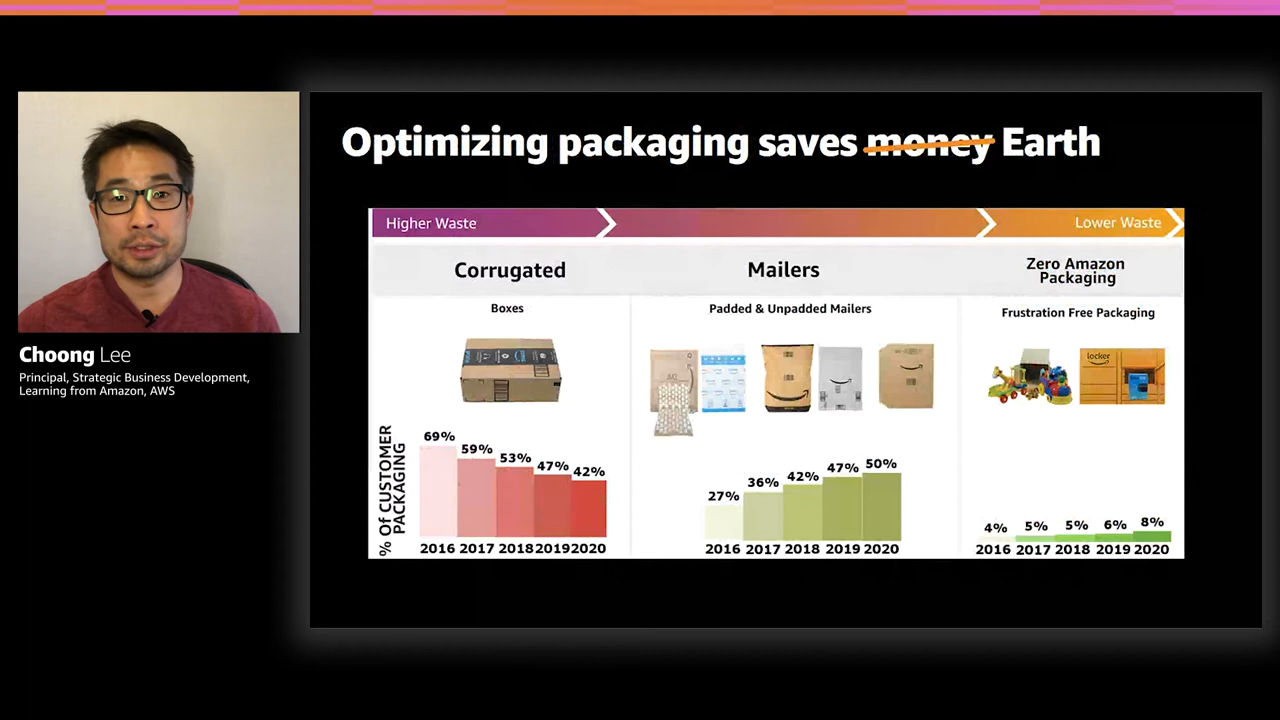 Optimizing packaging saves money Earth
Choong Lee
Principal, Strategic Business Development,
Learning from Amazon, AWS
Higher Waste
Lower Waste
Corrugated
Mailers
Zero Amazon
Packaging
Boxes
Padded & Unpadded Mailers
Frustration Free Packaging
locker
% Of CUSTOMER
PACKAGING
69%
59%
53%
47%
42%
2016 2017 2018 2019 2020
27%
36%
42%
47%
50%
2016 2017 2018 2019 2020
4%
5%
5%
6%
8%
2016 2017 2018 2019 2020